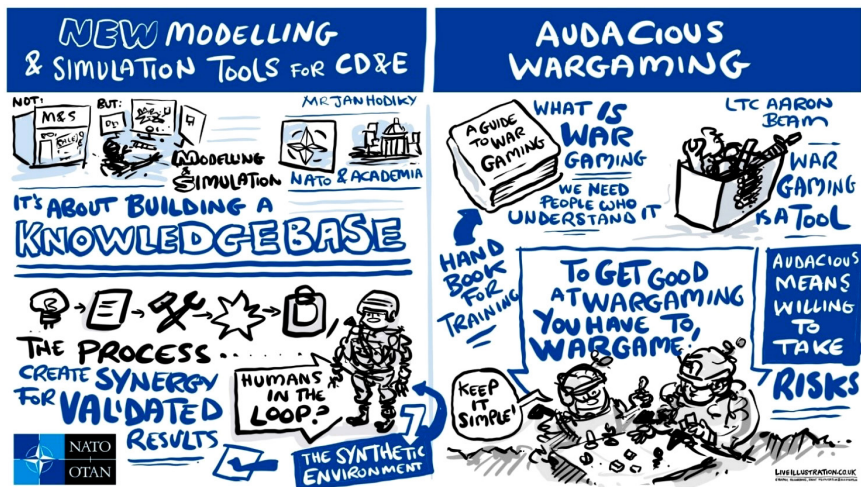 NEW MODELLING
& SIMULATION TOOLS FOR CD&E
NOT:
M&S
BUT:
MODELLING
& SIMULATION
MR JAN HODIKY
NATO & ACADEMIA
IT'S ABOUT BUILDING A
KNOWLEDGEBASE
THE PROCESS...
CREATE SYNERGY
FOR VALIDATED
RESULTS
HUMANS
IN THE
LOOP?
THE SYNTHETIC
ENVIRONMENT
NATO
OTAN
AUDACIOUS
WARGAMING
A GUIDE
TO WAR
GAMING
WHAT IS
WAR
GAMING
WE NEED
PEOPLE WHO
UNDERSTAND IT
LTC AARON
BEAM
WAR
GAMING
IS A TOOL
HAND
BOOK
FOR
TRAINING
TO GET GOOD
AT WARGAMING
YOU HAVE TO,
WARGAME!
KEEP
IT
SIMPLE!
AUDACIOUS
MEANS
WILLING
TO
TAKE
RISKS
LIVEILLUSTRATION.CO.UK